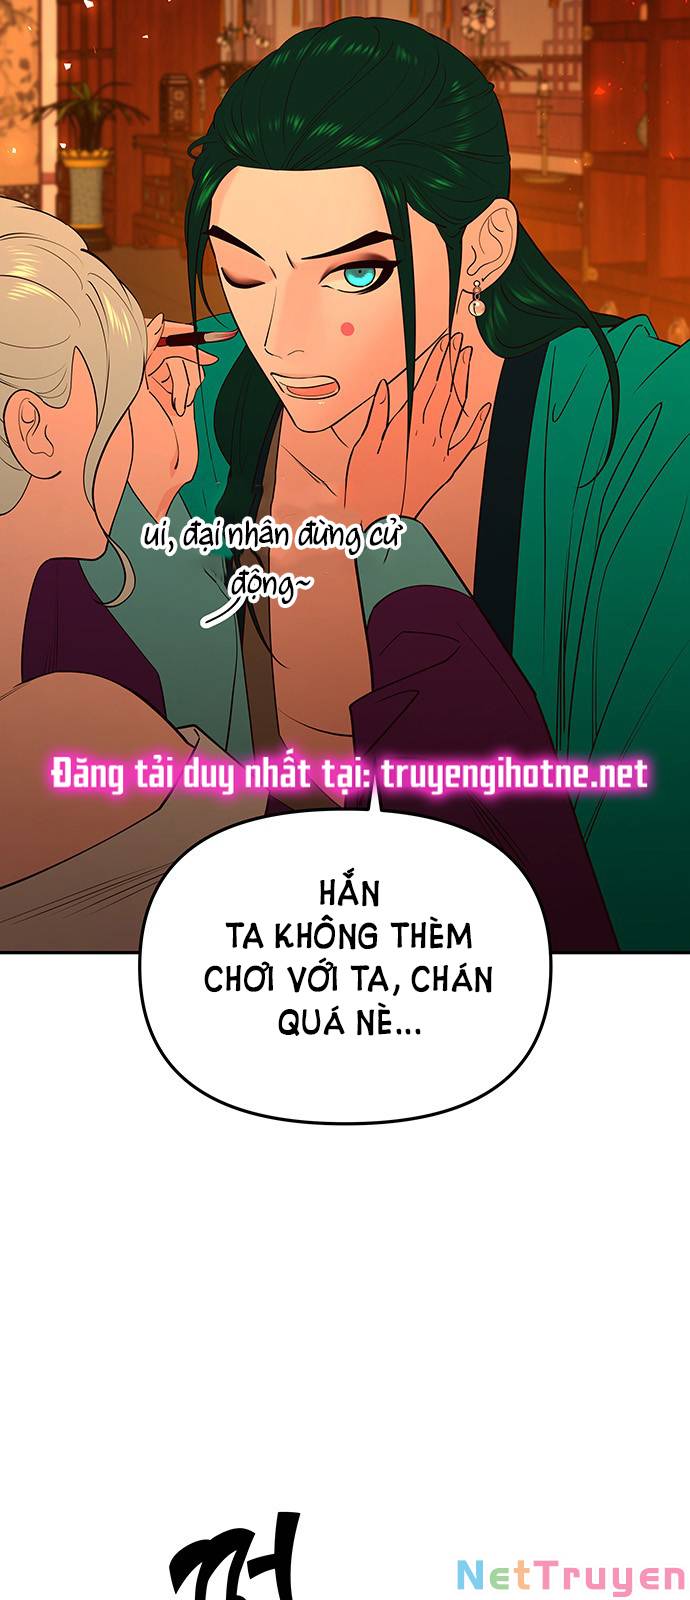 ui, đại nhân đừng cử
động~
Đăng tải duy nhất tại: truyengihotne.net
HẮN
TA KHÔNG THÈM
CHƠI VỚI TA, CHÁN
QUÁ NÈ...
NetTruyen